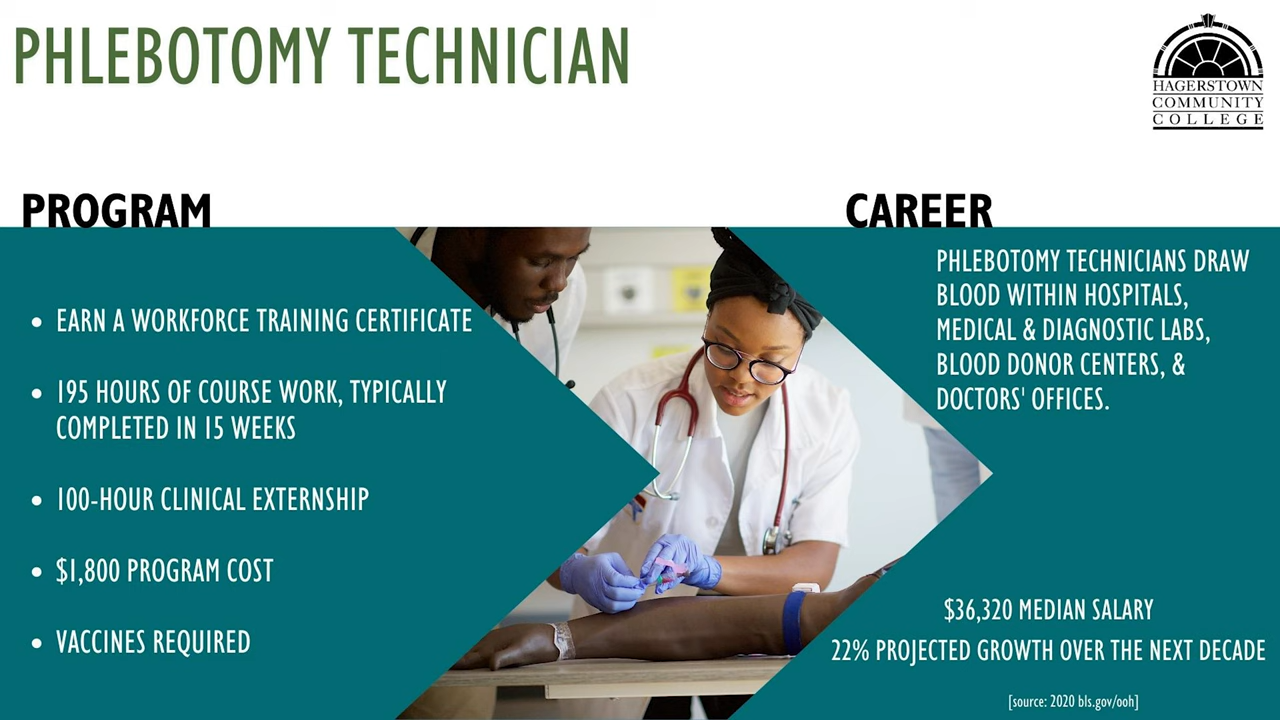 PHLEBOTOMY TECHNICIAN
HAGERSTOWN
COMMUNITY
COLLEGE
PROGRAM
• EARN A WORKFORCE TRAINING CERTIFICATE
• 195 HOURS OF COURSE WORK, TYPICALLY
COMPLETED IN 15 WEEKS
• 100-HOUR CLINICAL EXTERNSHIP
• $1,800 PROGRAM COST
• VACCINES REQUIRED
CAREER
PHLEBOTOMY TECHNICIANS DRAW
BLOOD WITHIN HOSPITALS,
MEDICAL & DIAGNOSTIC LABS,
BLOOD DONOR CENTERS, &
DOCTORS' OFFICES.
$36,320 MEDIAN SALARY
22% PROJECTED GROWTH OVER THE NEXT DECADE
[source: 2020 bls.gov/ooh]